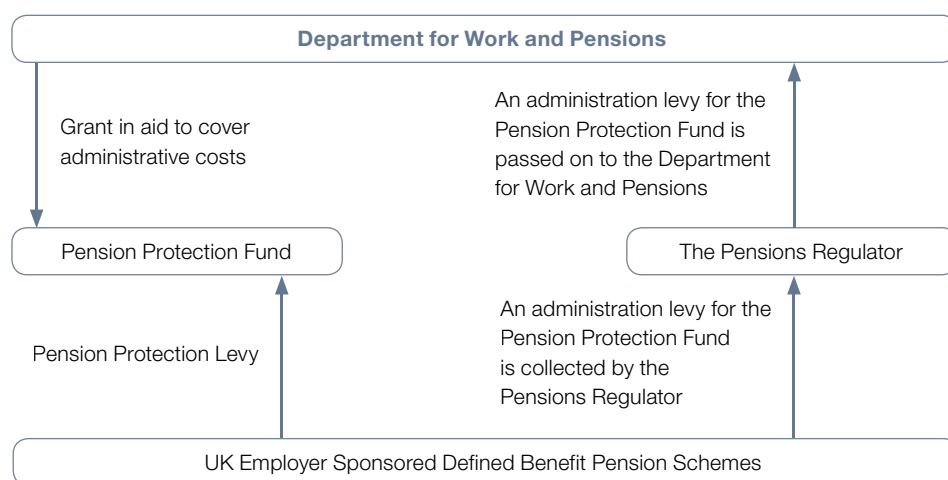 Department for Work and Pensions
Grant in aid to cover
administrative costs
An administration levy for the
Pension Protection Fund is
passed on to the Department
for Work and Pensions
Pension Protection Fund
The Pensions Regulator
Pension Protection Levy
An administration levy for the
Pension Protection Fund
is collected by the
Pensions Regulator
UK Employer Sponsored Defined Benefit Pension Schemes